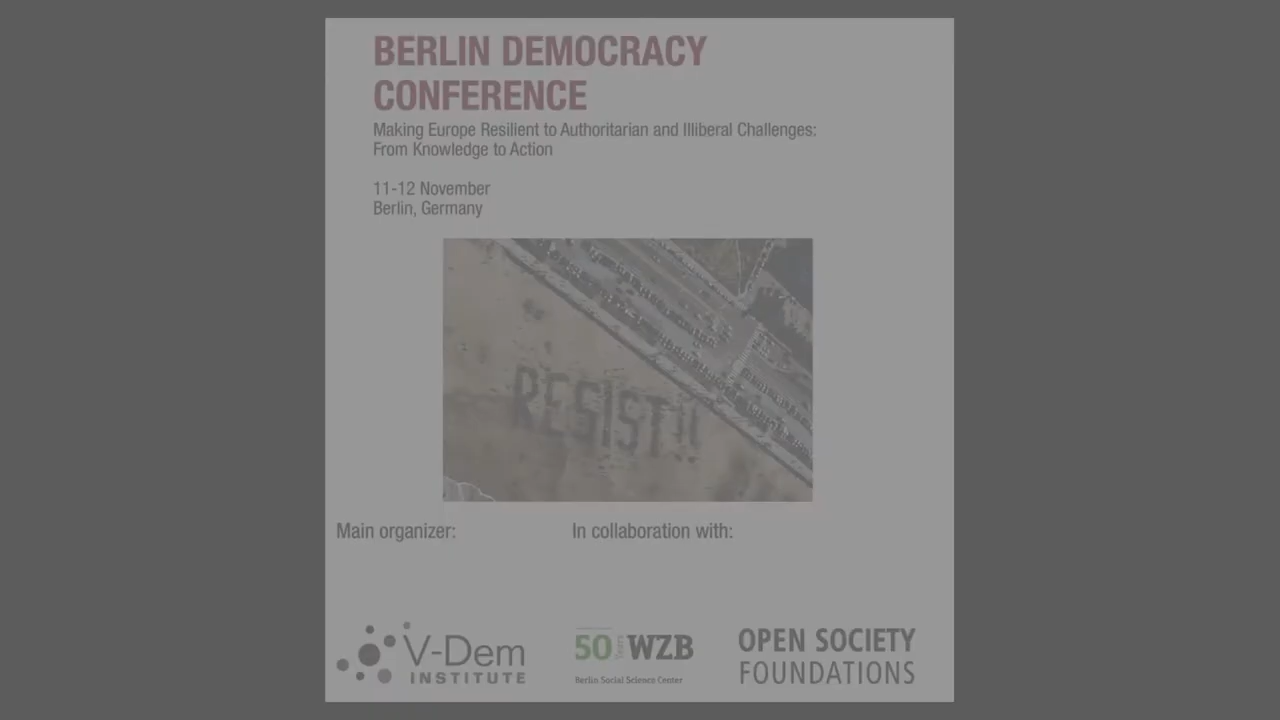 BERLIN DEMOCRACY
CONFERENCE
Making Europe Resilient to Authoritarian and Illiberal Challenges:
From Knowledge to Action
11-12 November
Berlin, Germany
RESIST!!
Main organizer:
In collaboration with:
V-Dem
INSTITUTE
50 Years WZB
Berlin Social Science Center
OPEN SOCIETY
FOUNDATIONS